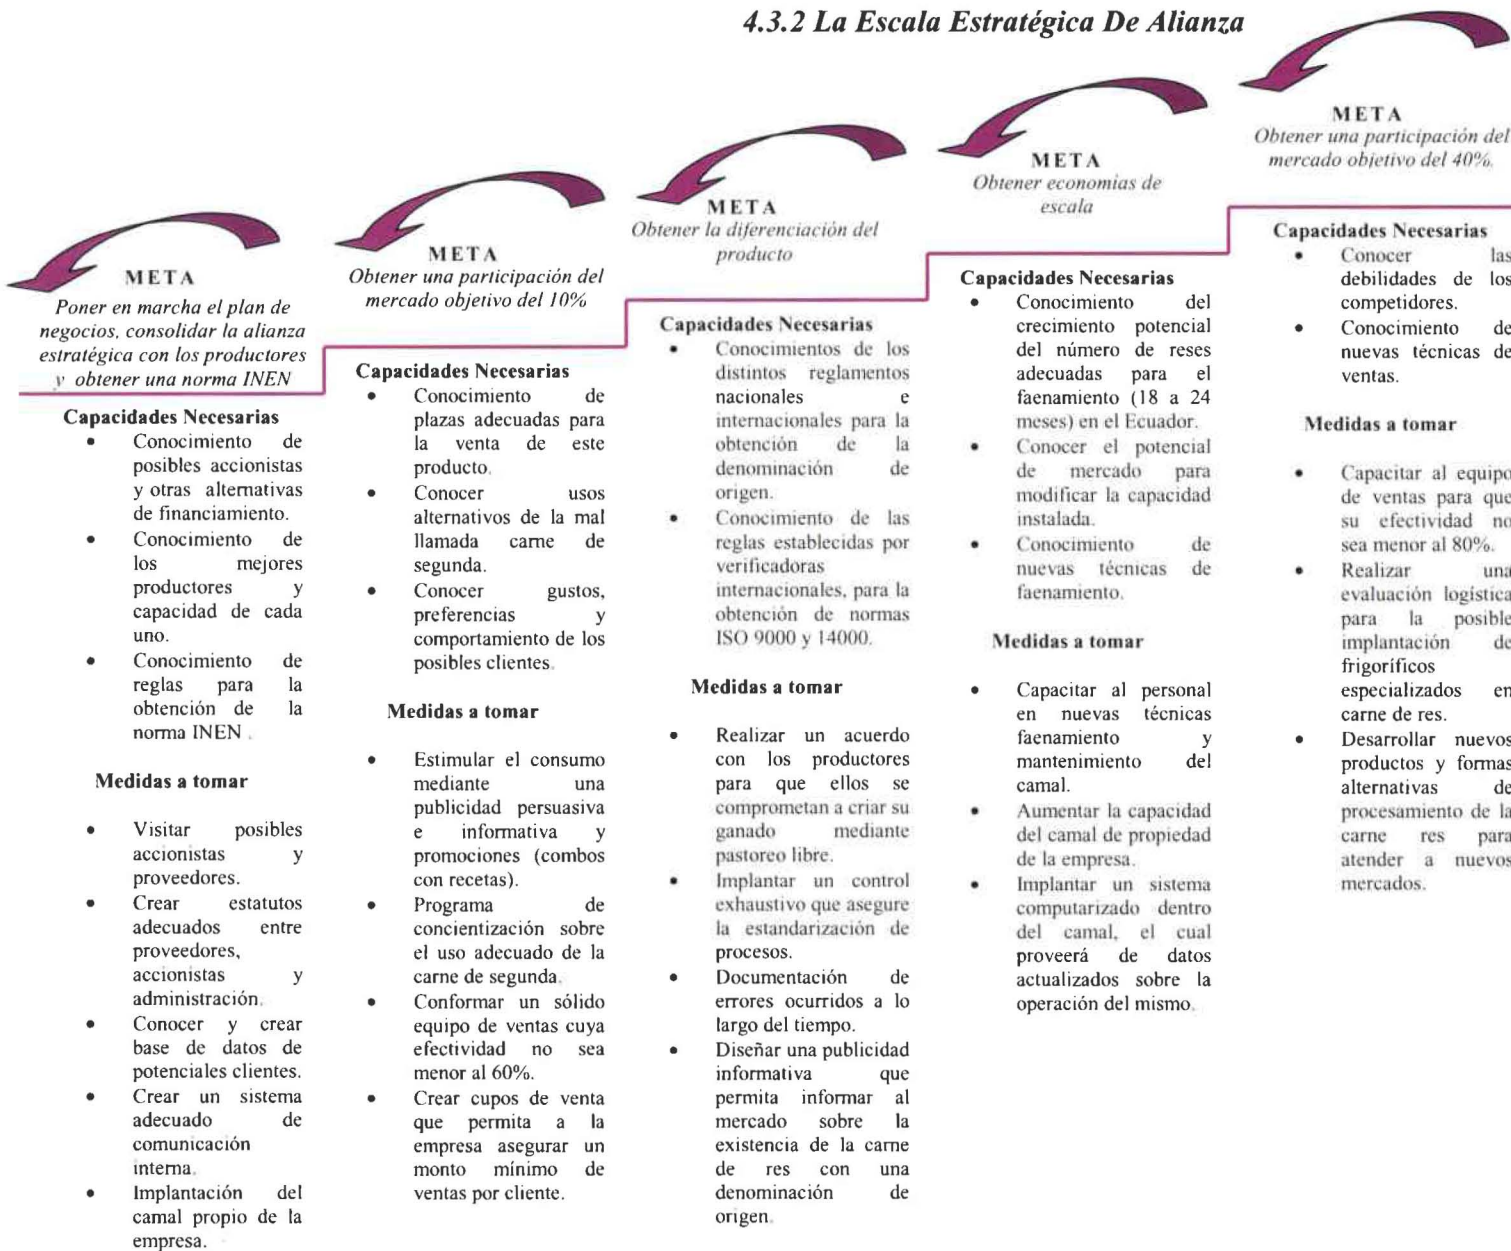 4.3.2 La Escala Estratégica De Alianza
META
Poner en marcha el plan de
negocios, consolidar la alianza
estratégica con los productores
y obtener una norma INEN
Capacidades Necesarias
• Conocimiento de
posibles accionistas
y otras alternativas
de financiamiento.
• Conocimiento de
los mejores
productores y
capacidad de cada
uno.
• Conocimiento de
reglas para la
obtención de la
norma INEN .
Medidas a tomar
• Visitar posibles
accionistas y
proveedores.
• Crear estatutos
adecuados entre
proveedores,
accionistas y
administración.
• Conocer y crear
base de datos de
potenciales clientes.
• Crear un sistema
adecuado de
comunicación
interna.
• Implantación del
camal propio de la
empresa.
META
Obtener una participación del
mercado objetivo del 10%
Capacidades Necesarias
• Conocimiento de
plazas adecuadas para
la venta de este
producto.
• Conocer usos
alternativos de la mal
llamada carne de
segunda.
• Conocer gustos,
preferencias y
comportamiento de los
posibles clientes.
Medidas a tomar
• Estimular el consumo
mediante una
publicidad persuasiva
e informativa y
promociones (combos
con recetas).
• Programa de
concientización sobre
el uso adecuado de la
carne de segunda.
• Conformar un sólido
equipo de ventas cuya
efectividad no sea
menor al 60%.
• Crear cupos de venta
que permita a la
empresa asegurar un
monto mínimo de
ventas por cliente.
META
Obtener la diferenciación del
producto
Capacidades Necesarias
• Conocimientos de los
distintos reglamentos
nacionales e
internacionales para la
obtención de la
denominación de
origen.
• Conocimiento de las
reglas establecidas por
verificadoras
internacionales, para la
obtención de normas
ISO 9000 y 14000.
Medidas a tomar
• Realizar un acuerdo
con los productores
para que ellos se
comprometan a criar su
ganado mediante
pastoreo libre.
• Implantar un control
exhaustivo que asegure
la estandarización de
procesos.
• Documentación de
errores ocurridos a lo
largo del tiempo.
• Diseñar una publicidad
informativa que
permita informar al
mercado sobre la
existencia de la carne
de res con una
denominación de
origen.
META
Obtener economías de
escala
Capacidades Necesarias
• Conocimiento del
crecimiento potencial
del número de reses
adecuadas para el
faenamiento (18 a 24
meses) en el Ecuador.
• Conocer el potencial
de mercado para
modificar la capacidad
instalada.
• Conocimiento de
nuevas técnicas de
faenamiento.
Medidas a tomar
• Capacitar al personal
en nuevas técnicas
faenamiento y
mantenimiento del
camal.
• Aumentar la capacidad
del camal de propiedad
de la empresa.
• Implantar un sistema
computarizado dentro
del camal, el cual
proveerá de datos
actualizados sobre la
operación del mismo.
META
Obtener una participación del
mercado objetivo del 40%.
Capacidades Necesarias
• Conocer las
debilidades de los
competidores.
• Conocimiento de
nuevas técnicas de
ventas.
Medidas a tomar
• Capacitar al equipo
de ventas para que
su efectividad no
sea menor al 80%.
• Realizar una
evaluación logística
para la posible
implantación de
frigoríficos
especializados en
carne de res.
• Desarrollar nuevos
productos y formas
alternativas de
procesamiento de la
carne res para
atender a nuevos
mercados.